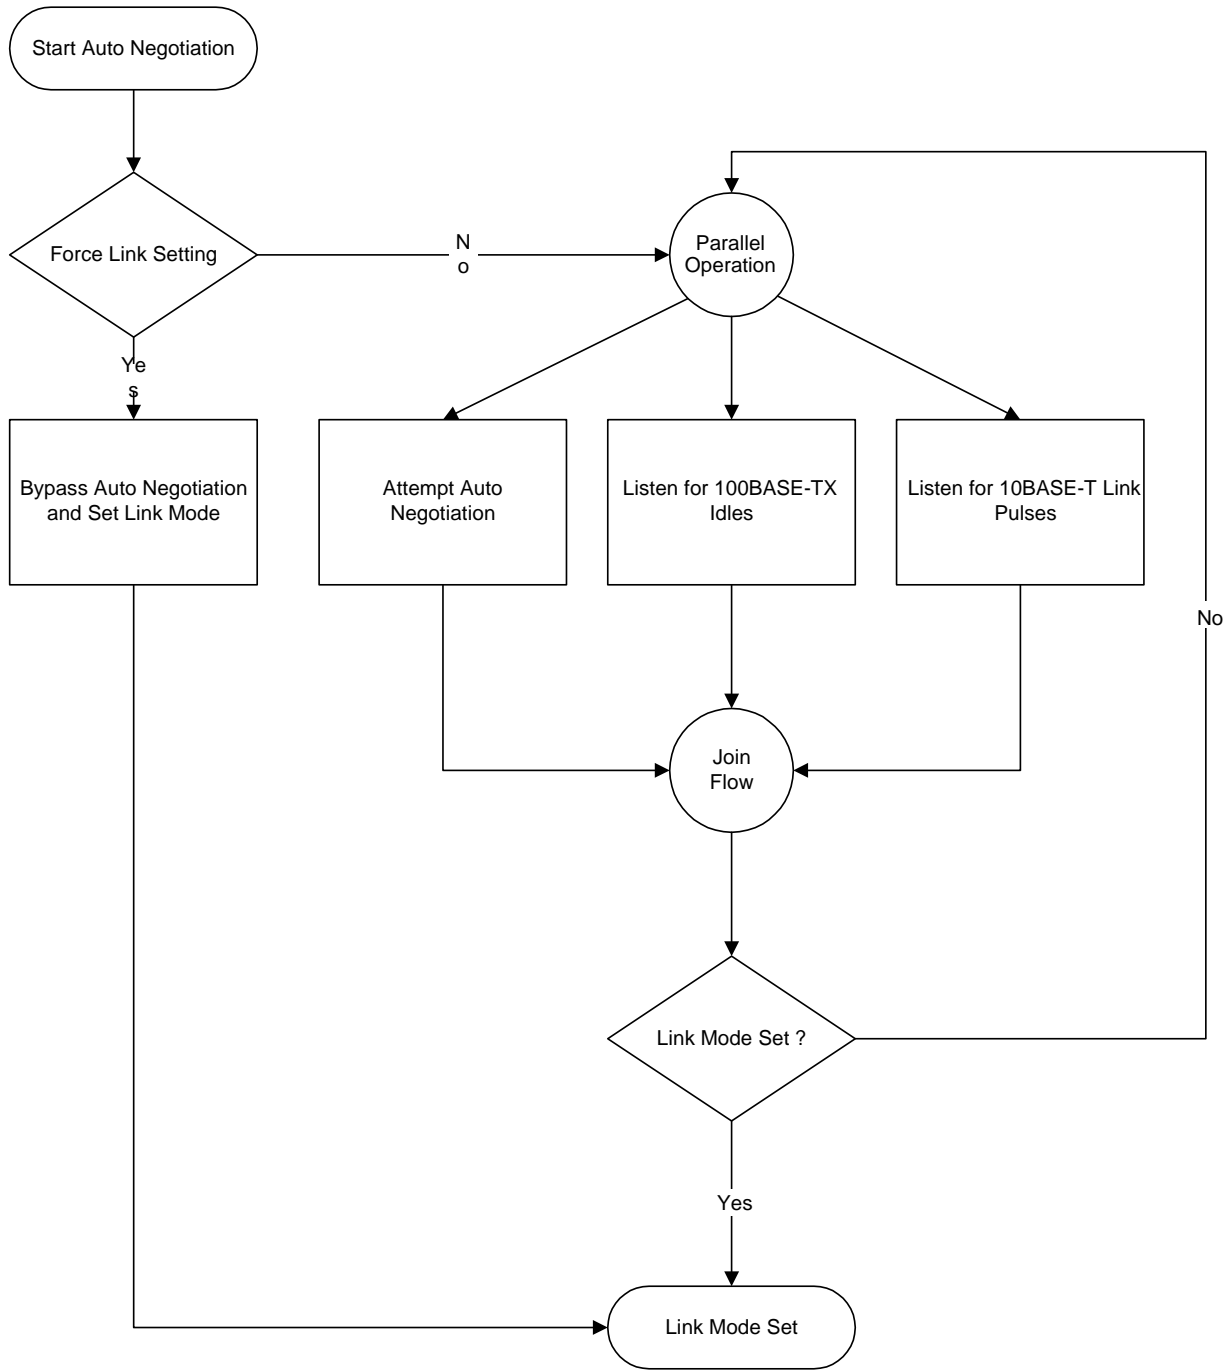 Start Auto Negotiation
Force Link Setting
N
o
Parallel
Operation
Ye
s
Bypass Auto Negotiation
and Set Link Mode
Attempt Auto
Negotiation
Listen for 100BASE-TX
Idles
Listen for 10BASE-T Link
Pulses
No
Join
Flow
Link Mode Set ?
Yes
Link Mode Set